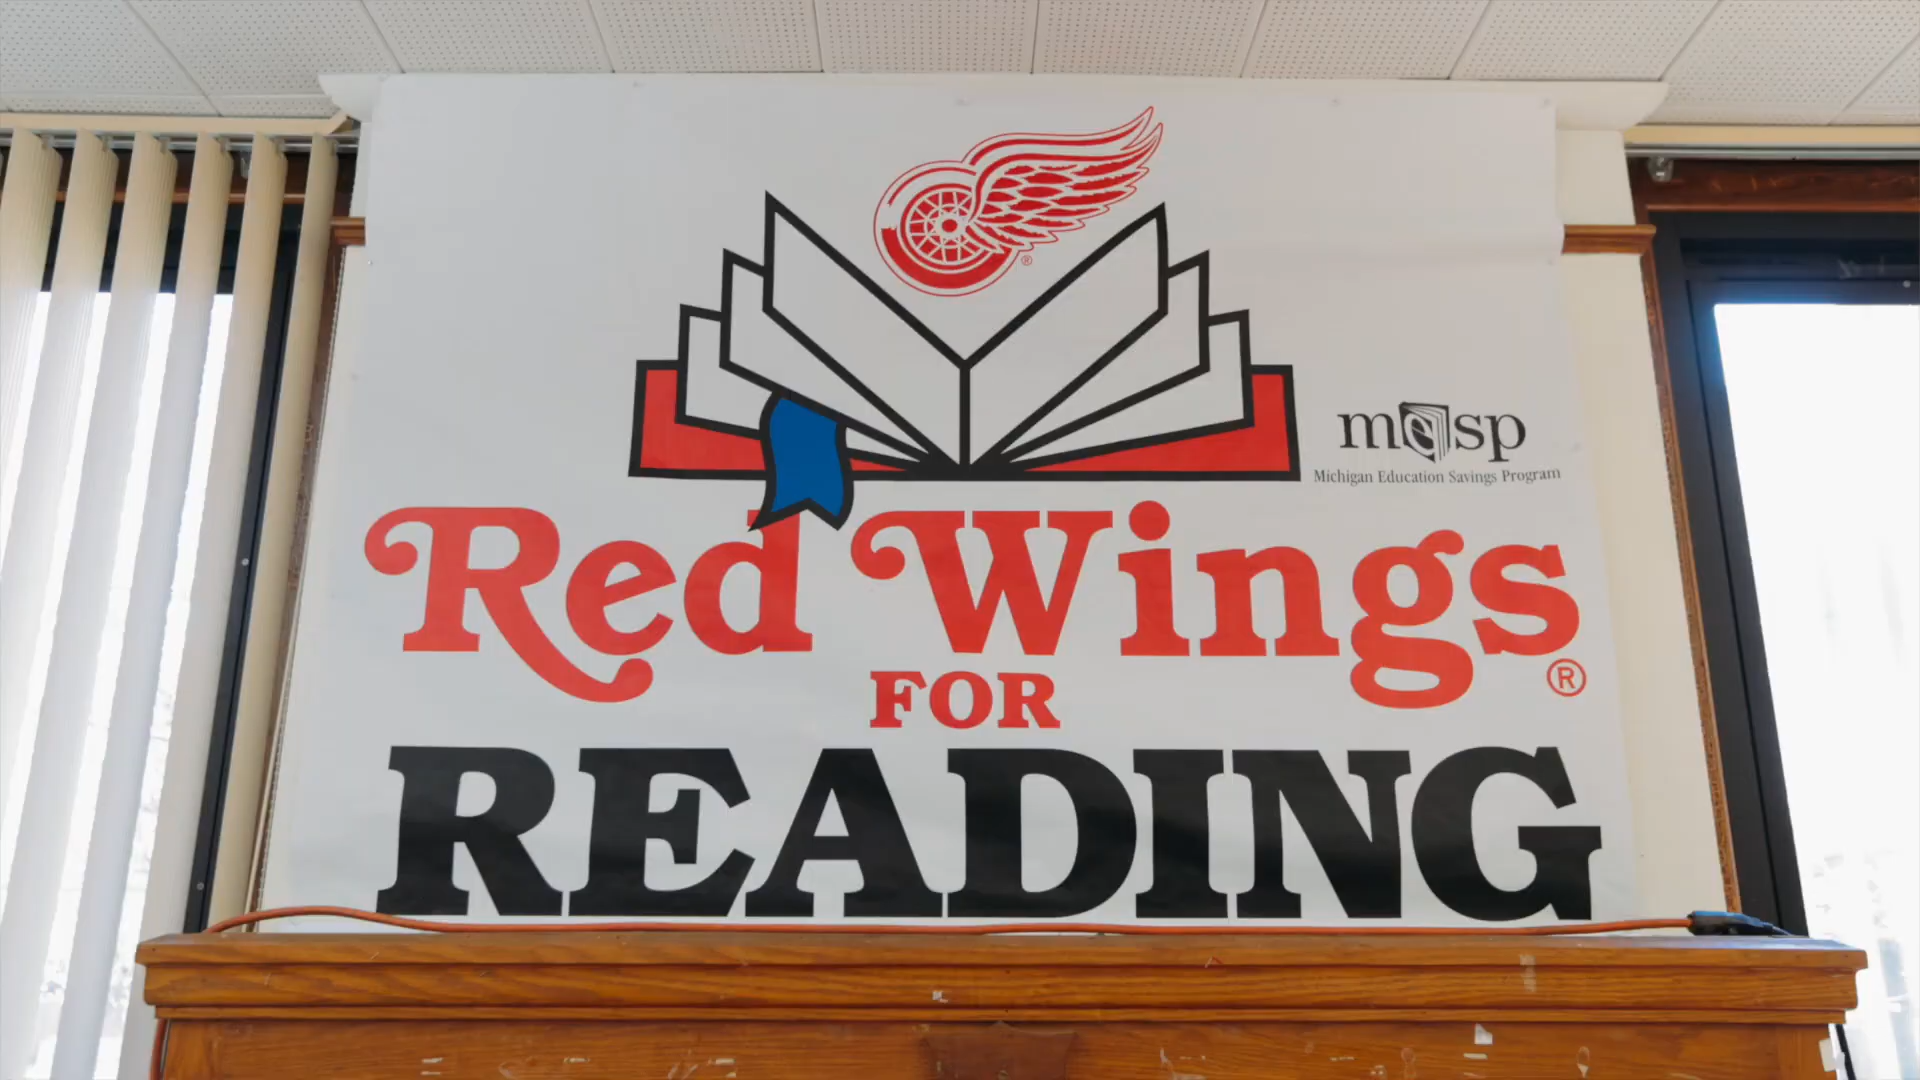 mesp
Michigan Education Savings Program
Red Wings ®
FOR
READING